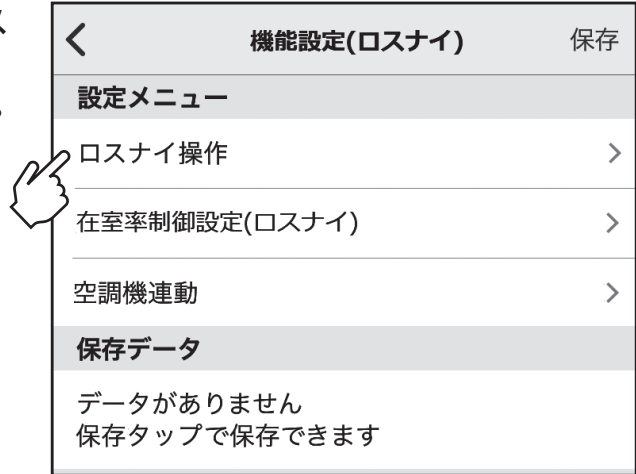 機能設定(ロスナイ)
保存
設定メニュー
ロスナイ操作
在室率制御設定(ロスナイ)
空調機連動
保存データ
データがありません
保存タップで保存できます